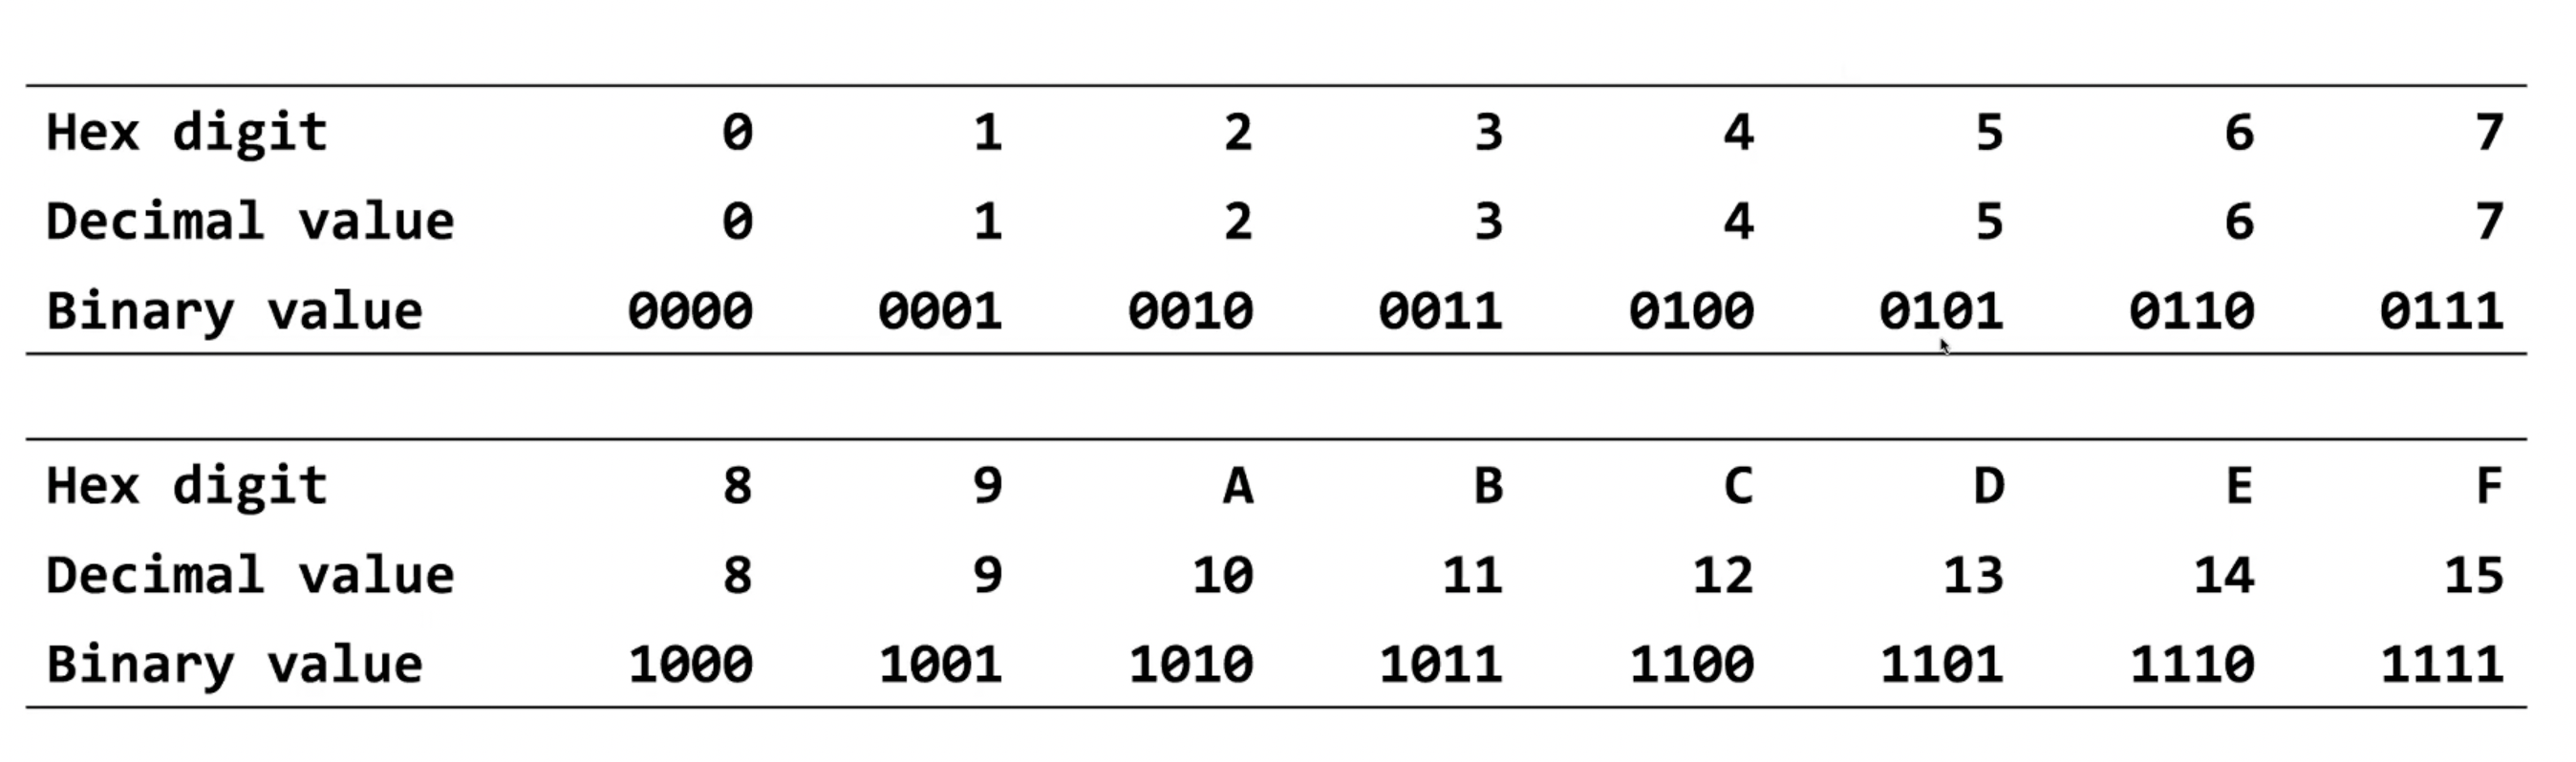 Hex digit 0 1 2 3 4 5 6 7
Decimal value 0 1 2 3 4 5 6 7
Binary value 0000 0001 0010 0011 0100 0101 0110 0111
Hex digit 8 9 A B C D E F
Decimal value 8 9 10 11 12 13 14 15
Binary value 1000 1001 1010 1011 1100 1101 1110 1111